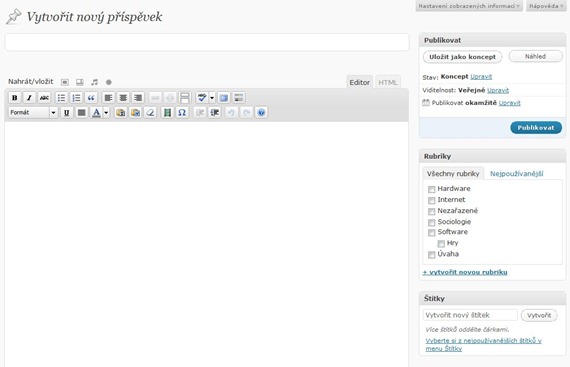 Nastavení zobrazených informací
Nápověda
Vytvořit nový příspěvek
Nahrát/vložit
Editor
HTML
B I ABC
ABC
Formát
U A
Ω
Publikovat
Uložit jako koncept
Náhled
Stav: Koncept Upravit
Viditelnost: Veřejné Upravit
Publikovat okamžitě Upravit
Publikovat
Rubriky
Všechny rubriky
Nejpoužívanější
Hardware
Internet
Nezařazené
Sociologie
Software
Hry
Úvaha
+ vytvořit novou rubriku
Štítky
Vytvořit nový štítek
Vytvořit
Více štítků oddělte čárkami.
Vyberte si z nejpoužívanějších štítků v
menu Štítky